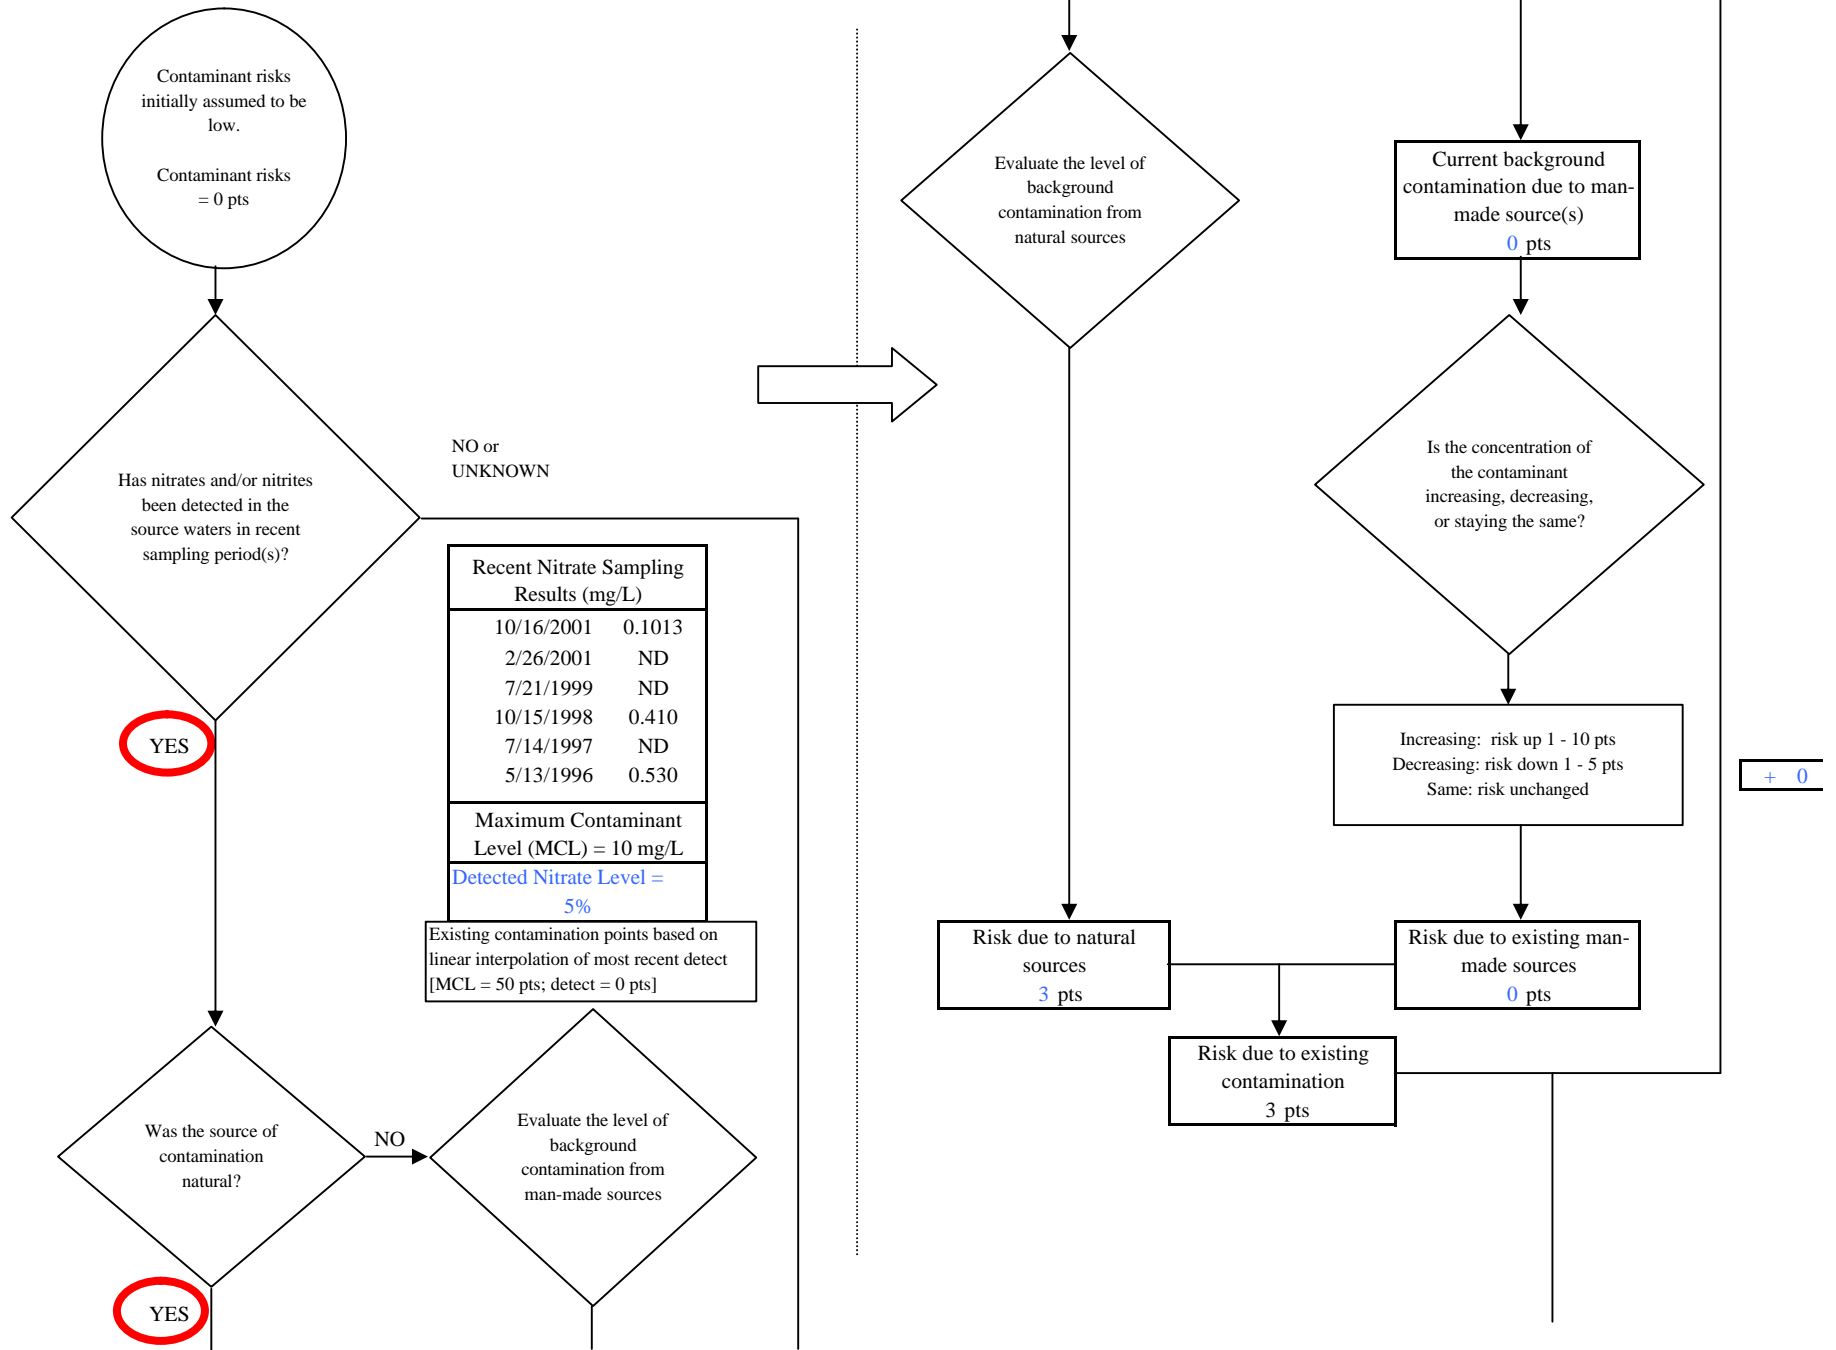 Contaminant risks
initially assumed to be
low.
Contaminant risks
= 0 pts
Has nitrates and/or nitrites
been detected in the
source waters in recent
sampling period(s)?
NO or
UNKNOWN
YES
Recent Nitrate Sampling
Results (mg/L)
10/16/2001 0.1013
2/26/2001 ND
7/21/1999 ND
10/15/1998 0.410
7/14/1997 ND
5/13/1996 0.530
Maximum Contaminant
Level (MCL) = 10 mg/L
Detected Nitrate Level =
5%
Existing contamination points based on
linear interpolation of most recent detect
[MCL = 50 pts; detect = 0 pts]
Was the source of
contamination
natural?
NO
Evaluate the level of
background
contamination from
man-made sources
YES
Evaluate the level of
background
contamination from
natural sources
Current background
contamination due to man-
made source(s)
0 pts
Is the concentration of
the contaminant
increasing, decreasing,
or staying the same?
Increasing: risk up 1 - 10 pts
Decreasing: risk down 1 - 5 pts
Same: risk unchanged
+ 0
Risk due to natural
sources
3 pts
Risk due to existing man-
made sources
0 pts
Risk due to existing
contamination
3 pts